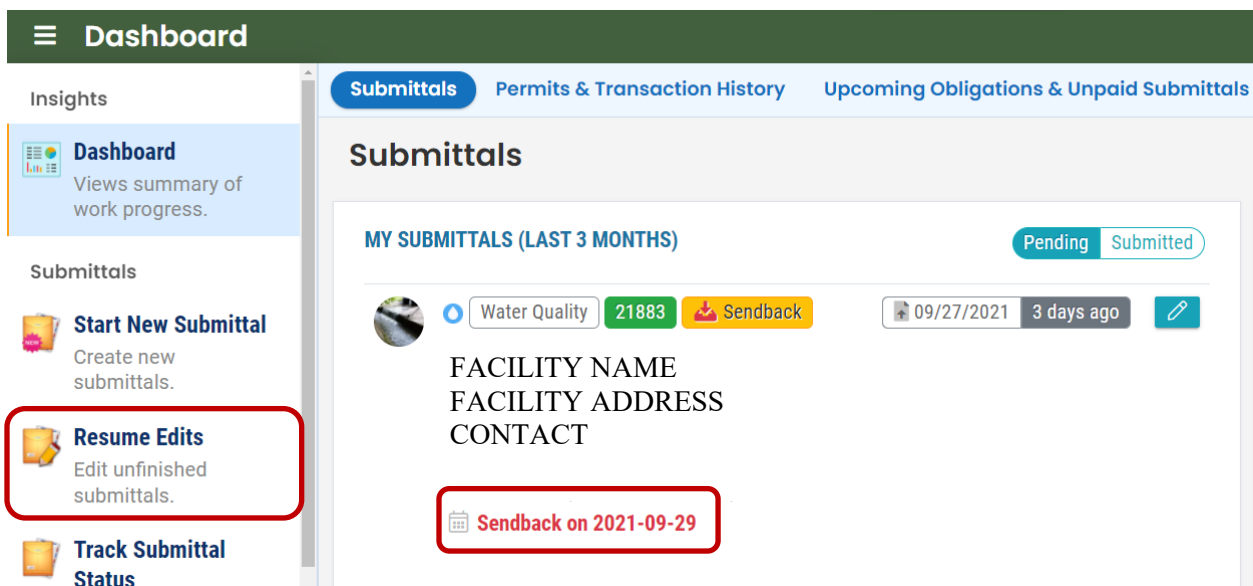 Dashboard
Insights
Dashboard
Views summary of
work progress.
Submittals
NEW
Start New Submittal
Create new
submittals.
Resume Edits
Edit unfinished
submittals.
Track Submittal
Status
Submittals Permits & Transaction History Upcoming Obligations & Unpaid Submittals
Submittals
MY SUBMITTALS (LAST 3 MONTHS) Pending Submitted
Water Quality 21883 Sendback 09/27/2021 3 days ago
FACILITY NAME
FACILITY ADDRESS
CONTACT
Sendback on 2021-09-29